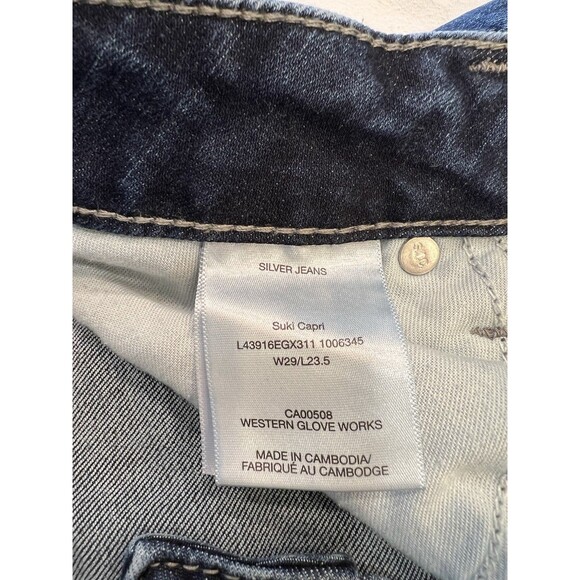 SILVER JEANS
Suki Capri
L43916EGX311 1006345
W29/L23.5
CA00508
WESTERN GLOVE WORKS
MADE IN CAMBODIA/
FABRIQUÉ AU CAMBODGE